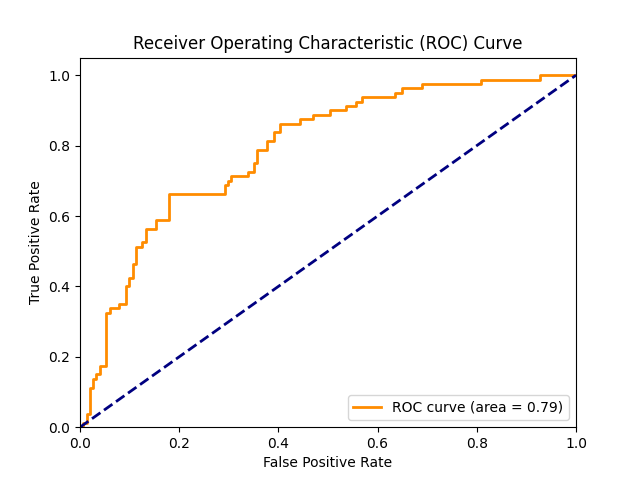 Receiver Operating Characteristic (ROC) Curve
1.0
0.8
0.6
0.4
0.2
0.0
True Positive Rate
ROC curve (area = 0.79)
0.0 0.2 0.4 0.6 0.8 1.0
False Positive Rate